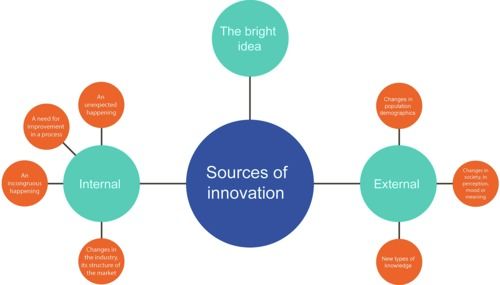 The bright
idea
An
unexpected
happening
A need for
improvement
in a process
An
incongruous
happening
Internal
Changes in
the industry,
its structure of
the market
Sources of
innovation
Changes in
population
demographics
External
Changes in
society, in
perception,
mood or
meaning
New types of
knowledge